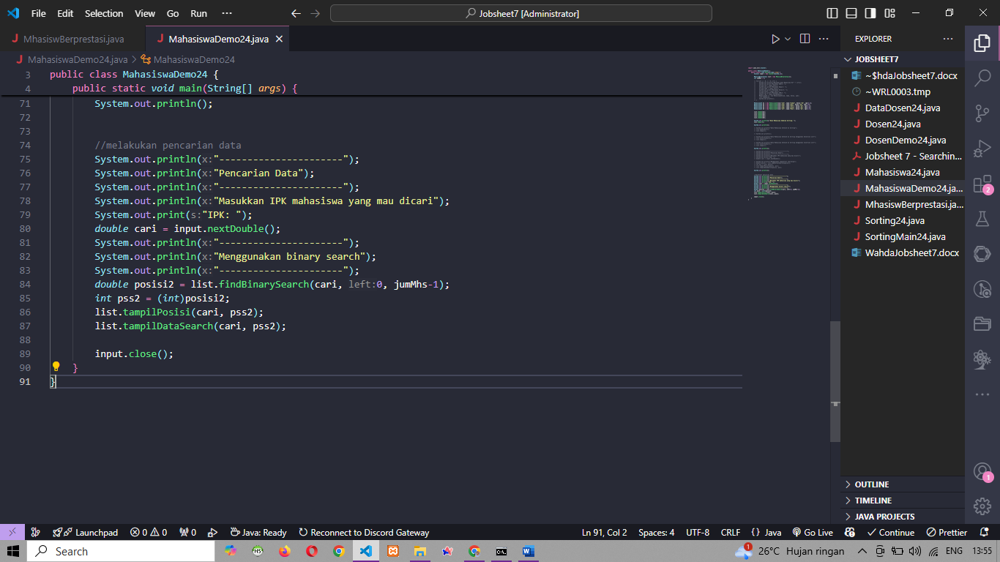 File Edit Selection View Go Run ··· Jobsheet7 [Administrator]
MhasiswBerprestasi.java MahasiswaDemo24.java
MahasiswaDemo24.java > MahasiswaDemo24
3 public class MahasiswaDemo24 {
4 public static void main(String[] args) {
71 System.out.println();
72
73
74 //melakukan pencarian data
75 System.out.println(x:"----------------------");
76 System.out.println(x:"Pencarian Data");
77 System.out.println(x:"----------------------");
78 System.out.println(x:"Masukkan IPK mahasiswa yang mau dicari");
79 System.out.print(s:"IPK: ");
80 double cari = input.nextDouble();
81 System.out.println(x:"----------------------");
82 System.out.println(x:"Menggunakan binary search");
83 System.out.println(x:"----------------------");
84 double posisi2 = list.findBinarySearch(cari, left:0, jumMhs-1);
85 int pss2 = (int)posisi2;
86 list.tampilPosisi(cari, pss2);
87 list.tampilDataSearch(cari, pss2);
88
89 input.close();
90 }
91 }
EXPLORER ···
JOBSHEET7
~$hdaJobsheet7.docx
~WRL0003.tmp
DataDosen24.java
Dosen24.java
DosenDemo24.java
Jobsheet 7 - Searchin...
Mahasiswa24.java
MahasiswaDemo24.ja...
MhasiswBerprestasi.ja...
Sorting24.java
SortingMain24.java
WahdaJobsheet7.docx
OUTLINE
TIMELINE
JAVA PROJECTS
2
1
Launchpad 0 0 0 Java: Ready Reconnect to Discord Gateway Ln 91, Col 2 Spaces: 4 UTF-8 CRLF {} Java Go Live Continue Prettier
Search 1 26°C Hujan ringan ENG 13:55